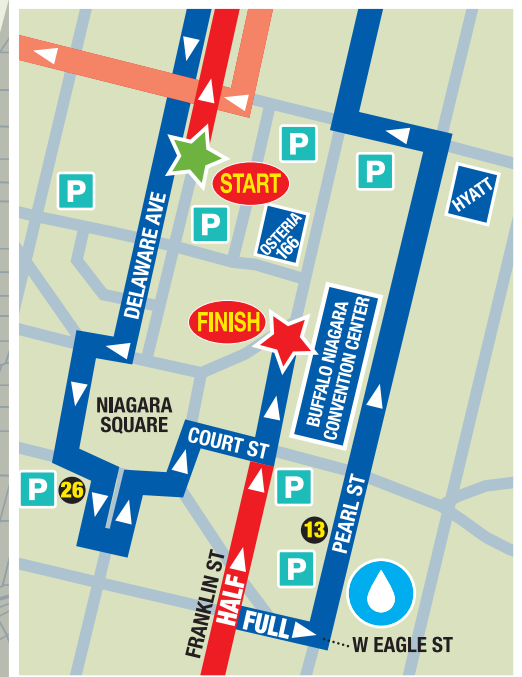 P
P
HYATT
P
START
P
OSTERIA
166
DELAWARE AVE
FINISH
BUFFALO NIAGARA
CONVENTION CENTER
NIAGARA
SQUARE
COURT ST
P
26
P
13
PEARL ST
P
FRANKLIN ST
HALF
FULL
W EAGLE ST